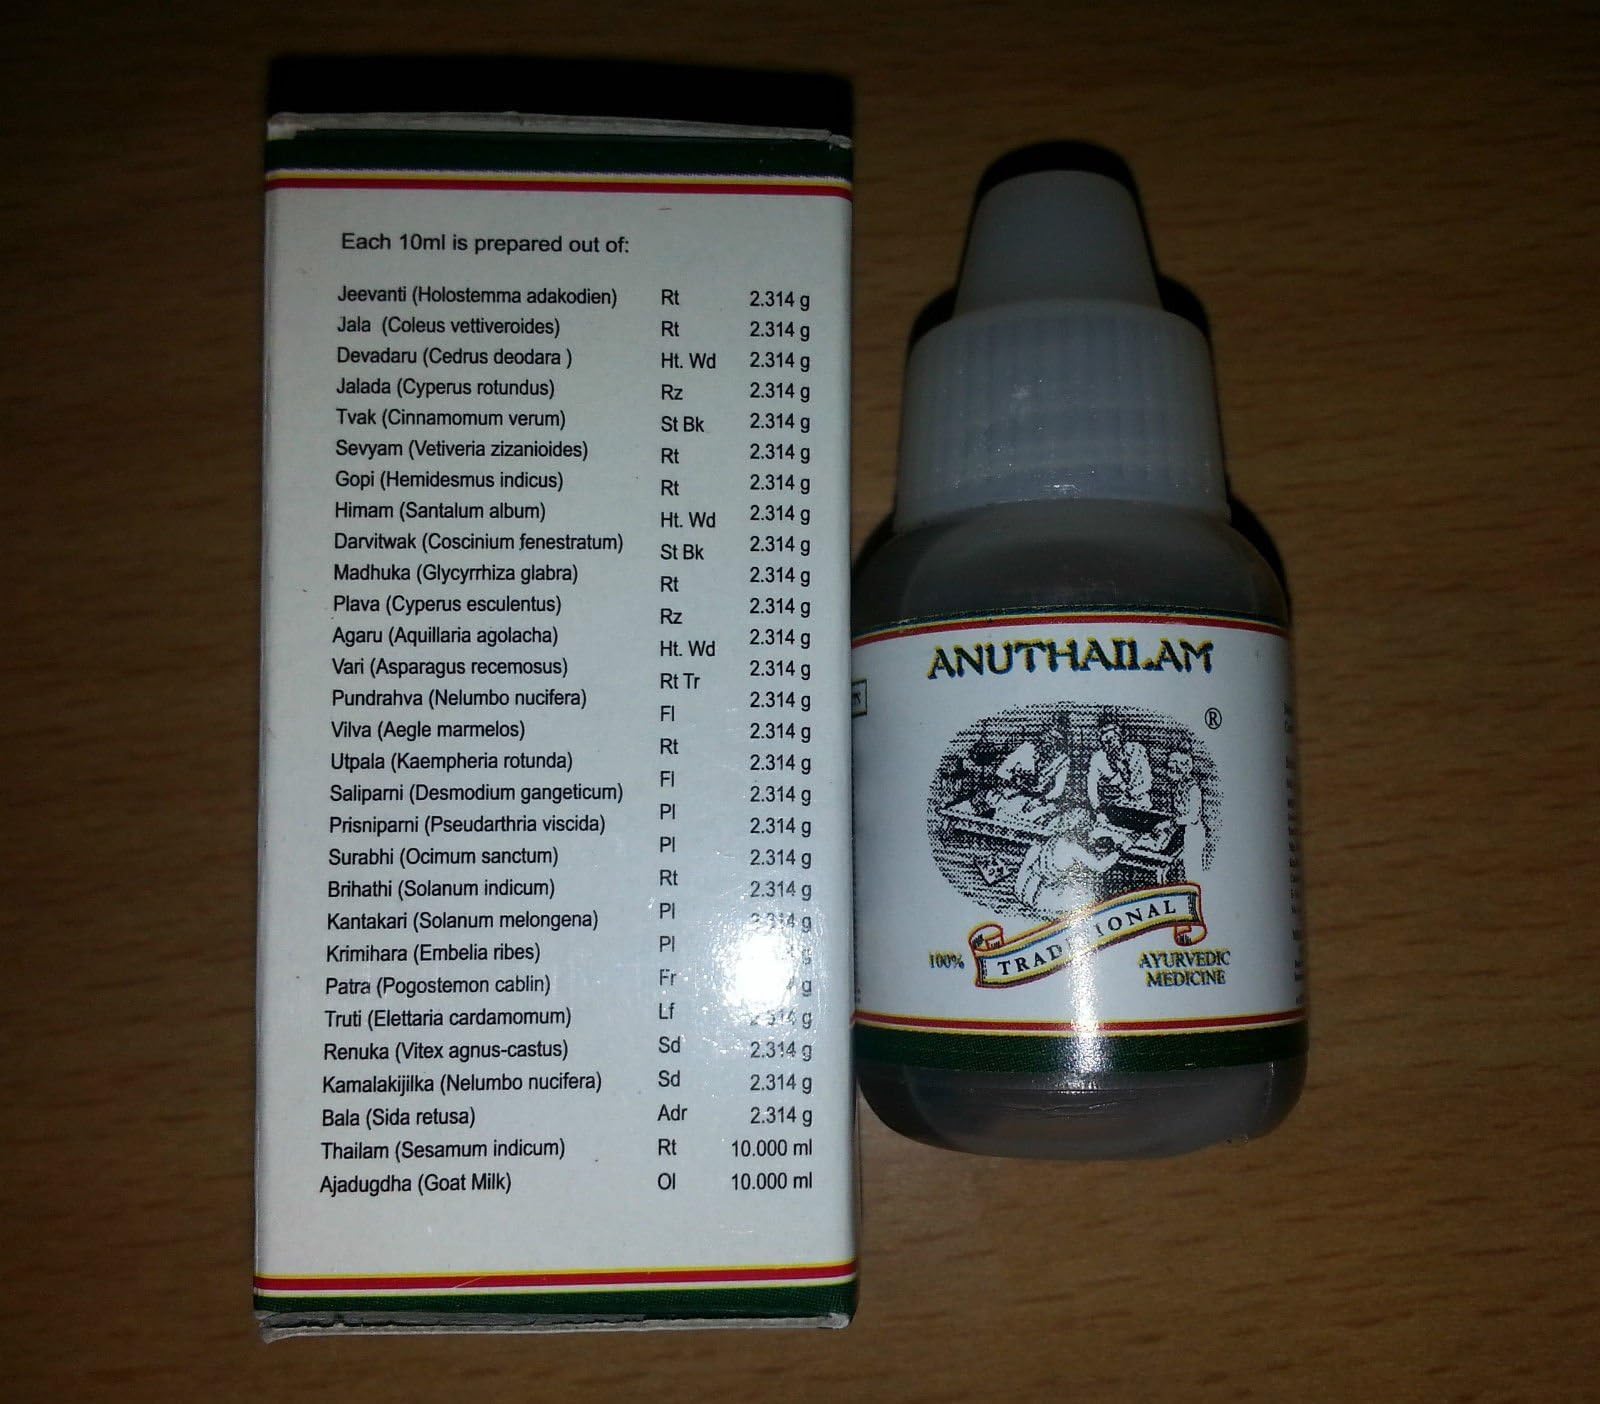 Each 10ml is prepared out of:
Jeevanti (Holostemma adakodien) Rt 2.314 g
Jala (Coleus vettiveroides) Rt 2.314 g
Devadaru (Cedrus deodara ) Ht. Wd 2.314 g
Jalada (Cyperus rotundus) Rz 2.314 g
Tvak (Cinnamomum verum) St Bk 2.314 g
Sevyam (Vetiveria zizanioides) Rt 2.314 g
Gopi (Hemidesmus indicus) Rt 2.314 g
Himam (Santalum album) Ht. Wd 2.314 g
Darvitwak (Coscinium fenestratum) St Bk 2.314 g
Madhuka (Glycyrrhiza glabra) Rt 2.314 g
Plava (Cyperus esculentus) Rz 2.314 g
Agaru (Aquillaria agolacha) Ht. Wd 2.314 g
Vari (Asparagus recemosus) Rt Tr 2.314 g
Pundrahva (Nelumbo nucifera) Fl 2.314 g
Vilva (Aegle marmelos) Rt 2.314 g
Utpala (Kaempheria rotunda) Fl 2.314 g
Saliparni (Desmodium gangeticum) Pl 2.314 g
Prisniparni (Pseudarthria viscida) Pl 2.314 g
Surabhi (Ocimum sanctum) Rt 2.314 g
Brihathi (Solanum indicum) Pl 2.314 g
Kantakari (Solanum melongena) Pl 2.314 g
Krimihara (Embelia ribes) Fr g
Patra (Pogostemon cablin) Lf g
Truti (Elettaria cardamomum) Sd 2.314 g
Renuka (Vitex agnus-castus) Sd 2.314 g
Kamalakijilka (Nelumbo nucifera) Adr 2.314 g
Bala (Sida retusa) Rt 2.314 g
Thailam (Sesamum indicum) Ol 10.000 ml
Ajadugdha (Goat Milk) 10.000 ml
ANUTHAILAM
®
100% TRADITIONAL AYURVEDIC
MEDICINE